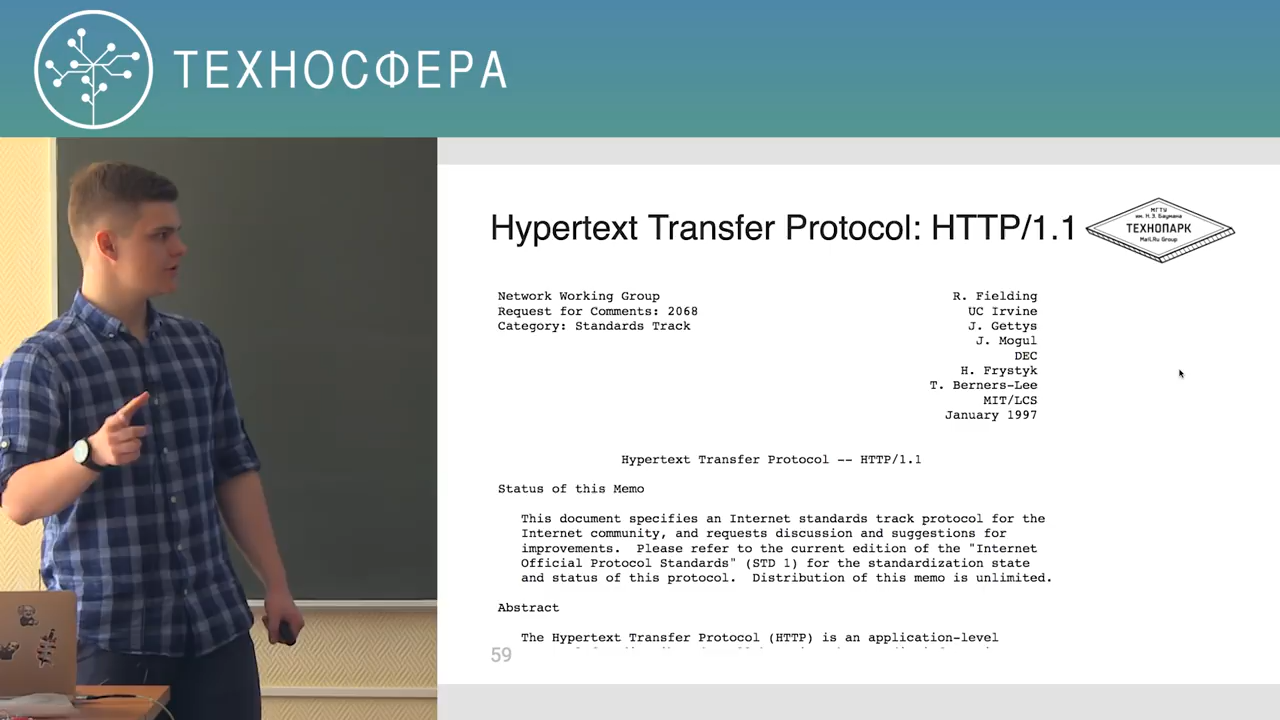 ТЕХНОСФЕРА
Hypertext Transfer Protocol: HTTP/1.1
МГТУ
им. Н.Э. Баумана
ТЕХНОПАРК
Mail.Ru Group
Network Working Group
Request for Comments: 2068
Category: Standards Track
R. Fielding
UC Irvine
J. Gettys
J. Mogul
DEC
H. Frystyk
T. Berners-Lee
MIT/LCS
January 1997
Hypertext Transfer Protocol -- HTTP/1.1
Status of this Memo
This document specifies an Internet standards track protocol for the
Internet community, and requests discussion and suggestions for
improvements.  Please refer to the current edition of the "Internet
Official Protocol Standards" (STD 1) for the standardization state
and status of this protocol.  Distribution of this memo is unlimited.
Abstract
The Hypertext Transfer Protocol (HTTP) is an application-level
59